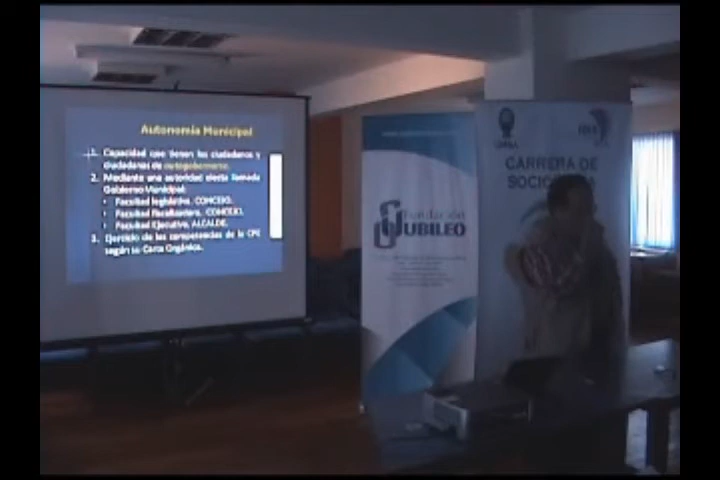 Autonomía Municipal
1. Capacidad que tienen los ciudadanos y
ciudadanas de autogobernarse.
2. Mediante una autoridad electa llamada
Gobierno Municipal:
• Facultad legislativa. CONCEJO.
• Facultad fiscalizadora. CONCEJO.
• Facultad Ejecutiva, ALCALDE.
3. Ejercicio de las competencias de la CPE
según su Carta Orgánica.
Fundación
JUBILEO
CARRERA DE